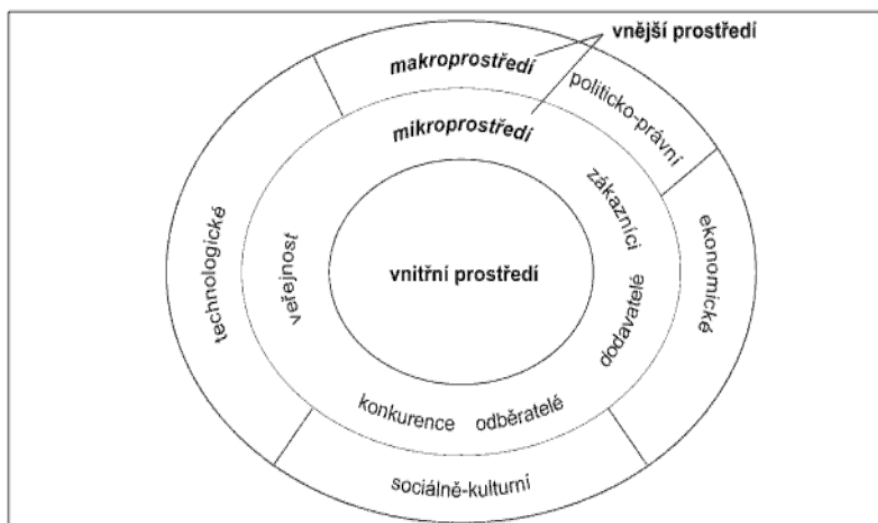 vnější prostředí
makroprostředí
politicko-právní
mikroprostředí
zákazníci
ekonomické
technologické
veřejnost
vnitřní prostředí
dodavatelé
konkurence odběratelé
sociálně-kulturní